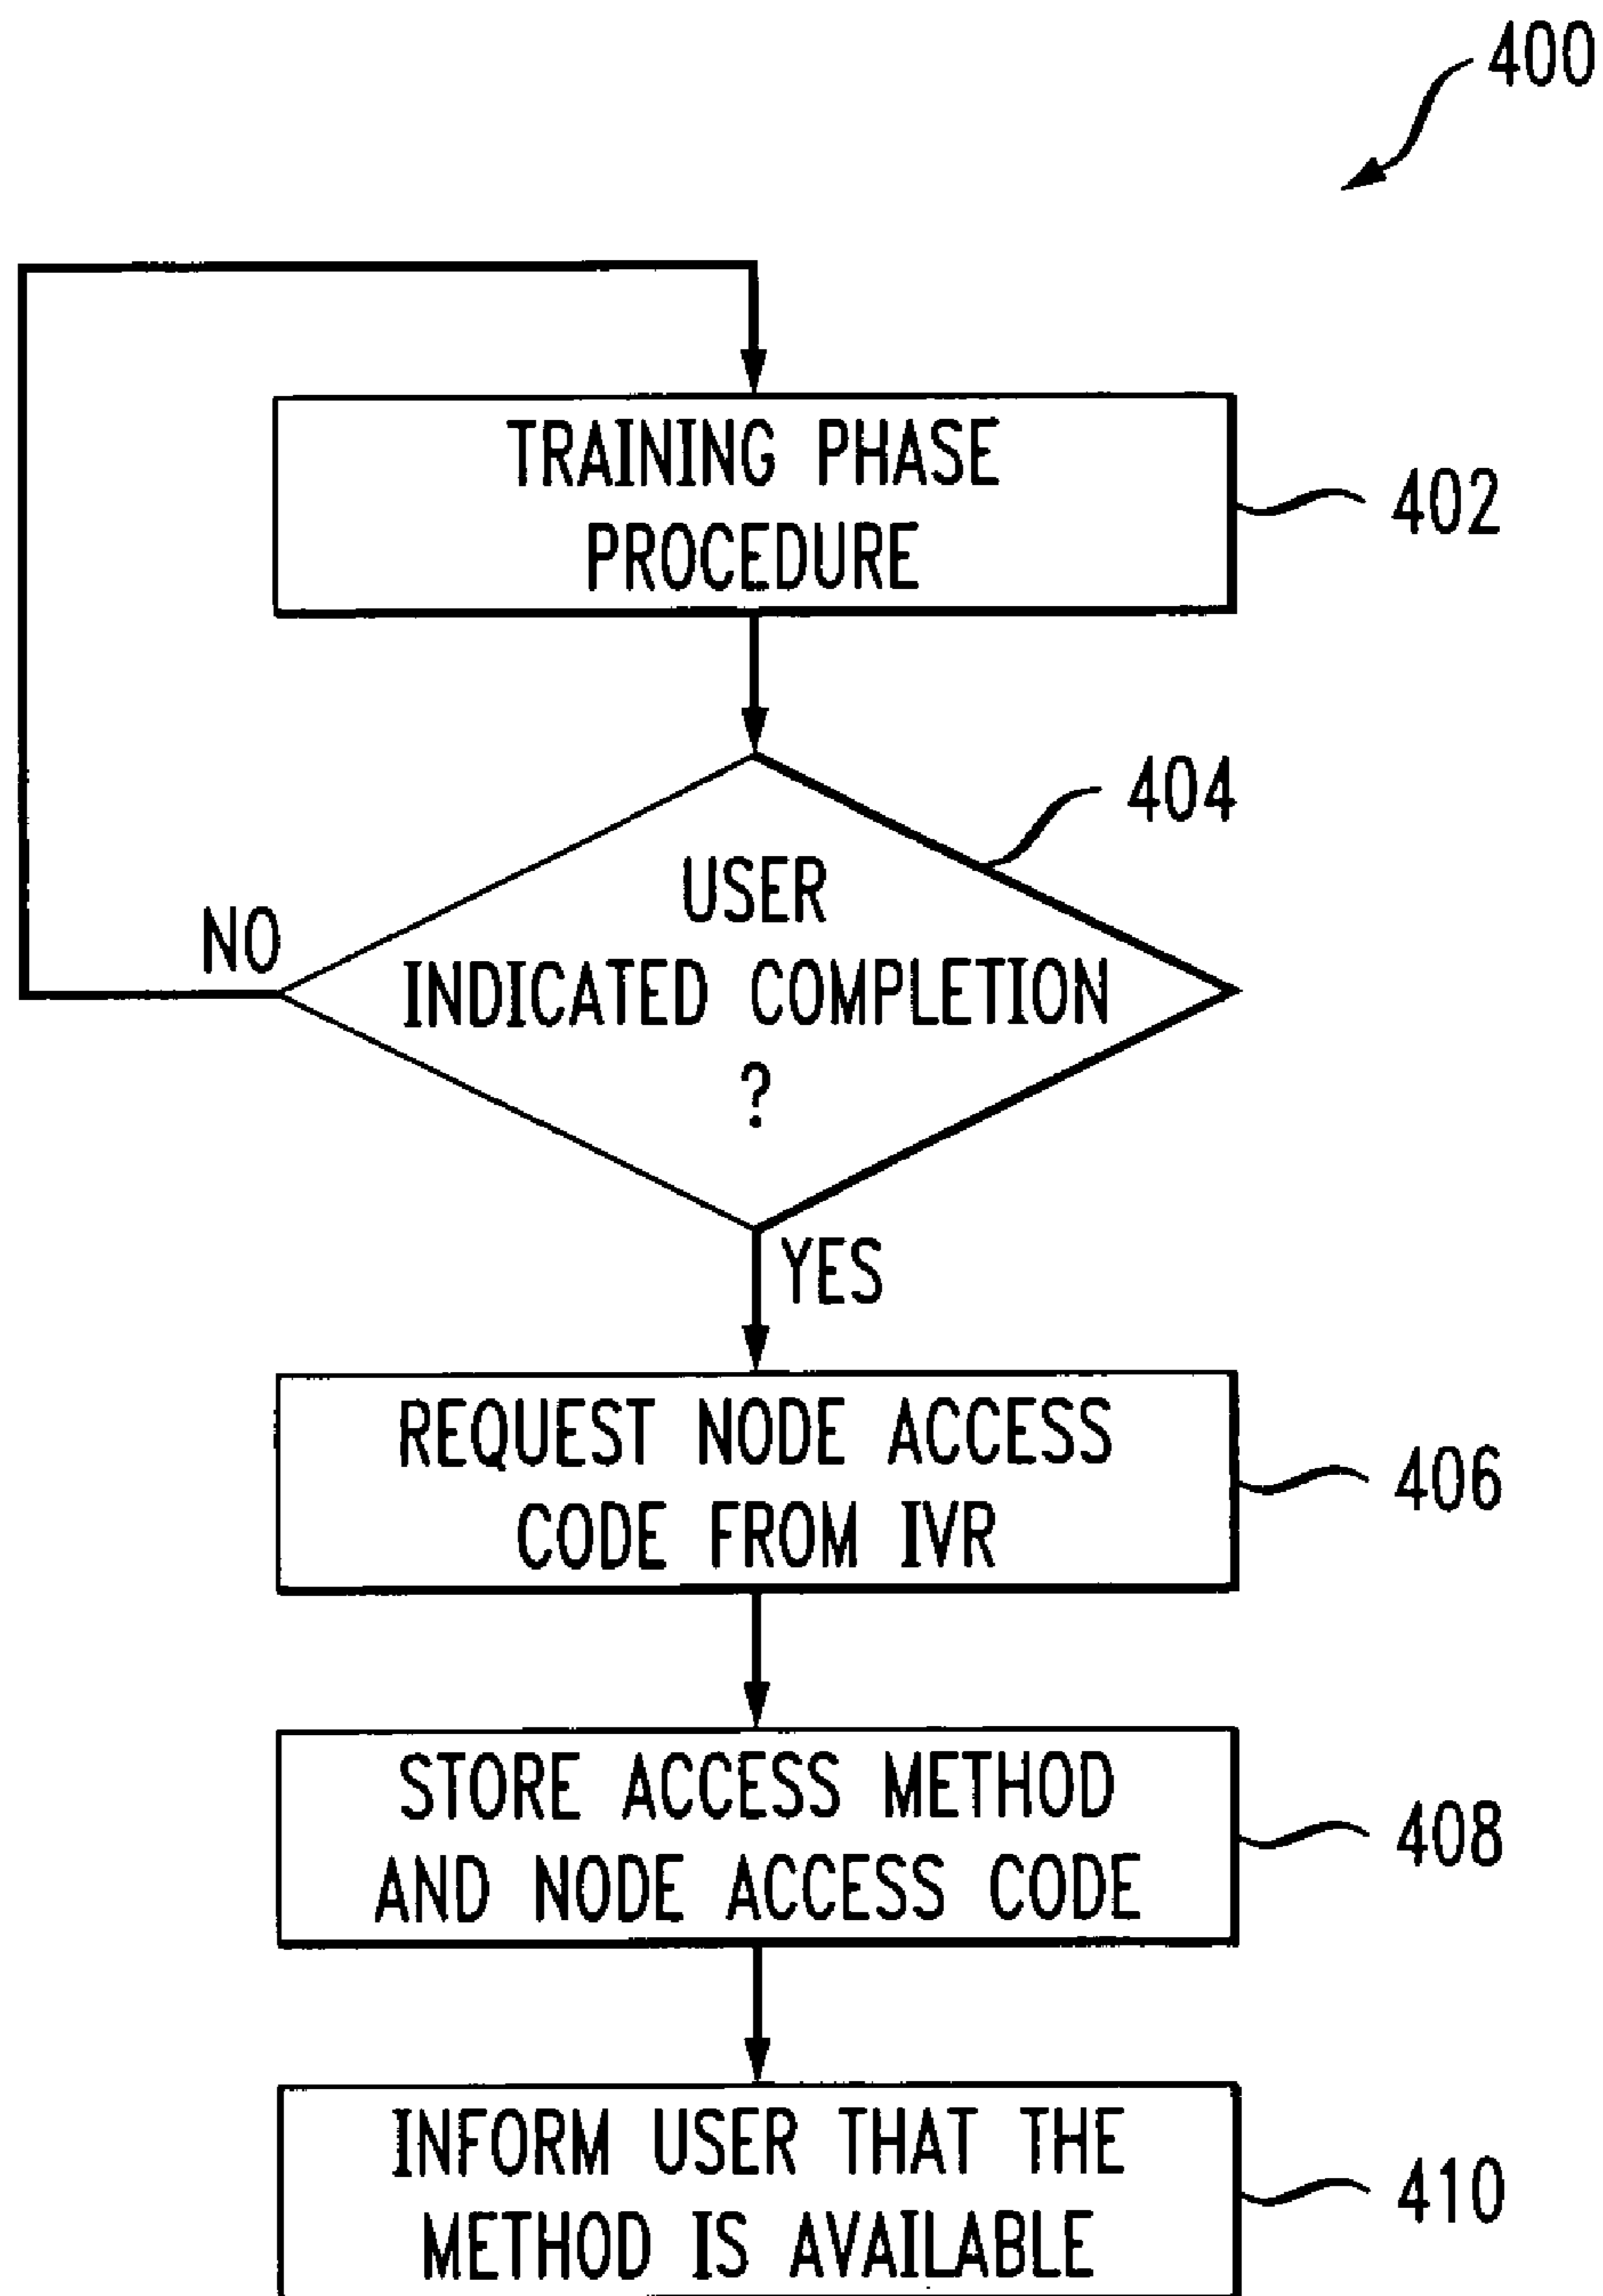 400
TRAINING PHASE
PROCEDURE
402
404
USER
INDICATED COMPLETION
?
NO
YES
REQUEST NODE ACCESS
CODE FROM IVR
406
STORE ACCESS METHOD
AND NODE ACCESS CODE
408
INFORM USER THAT THE
METHOD IS AVAILABLE
410